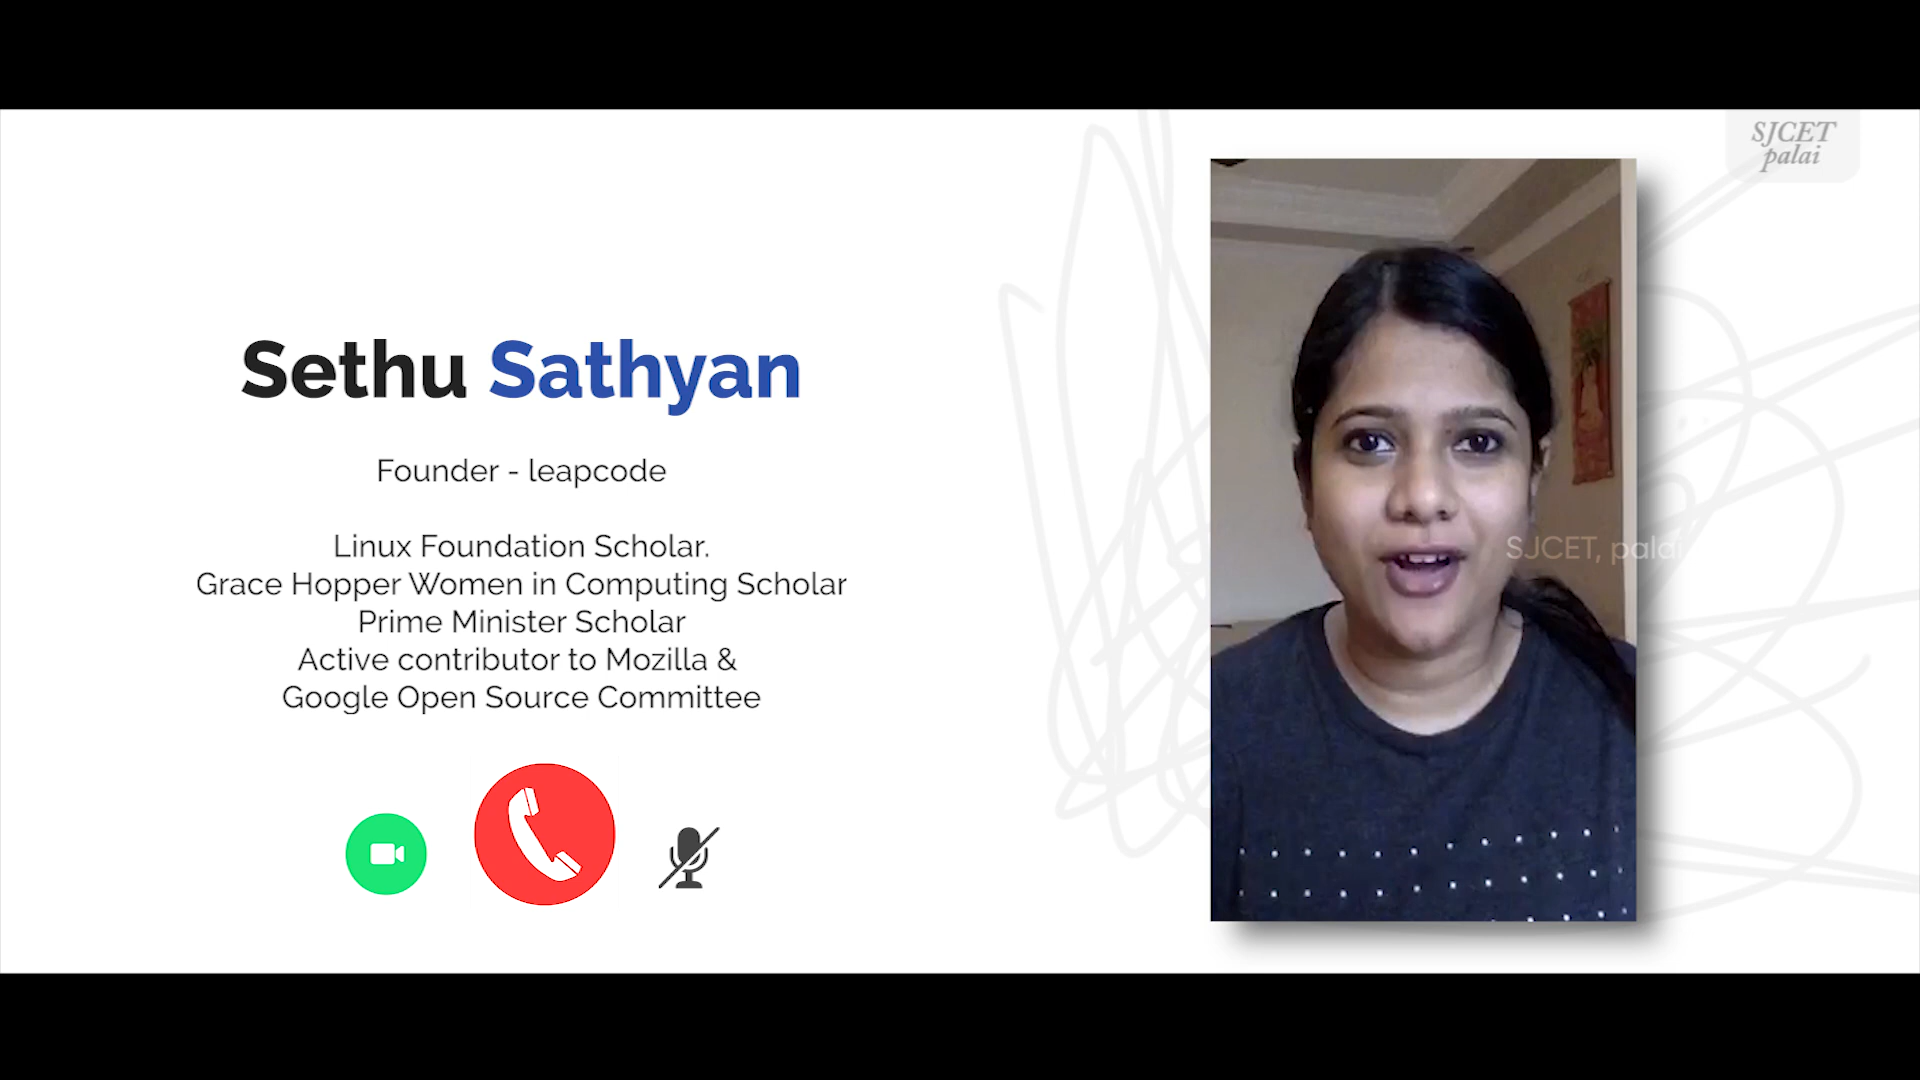 SJCET
palai
Sethu Sathyan
Founder - leapcode
Linux Foundation Scholar.
Grace Hopper Women in Computing Scholar
Prime Minister Scholar
Active contributor to Mozilla &
Google Open Source Committee
SJCET, palai